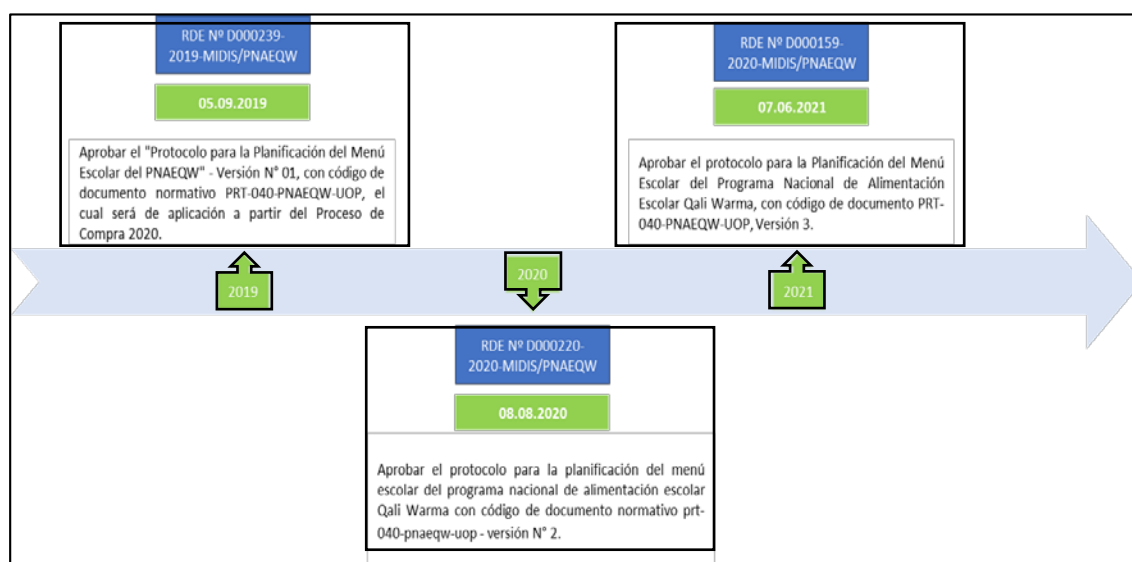 RDE Nº D000239-
2019-MIDIS/PNAEQW
05.09.2019
Aprobar el "Protocolo para la Planificación del Menú
Escolar del PNAEQW" - Versión N° 01, con código de
documento normativo PRT-040-PNAEQW-UOP, el
cual será de aplicación a partir del Proceso de
Compra 2020.
2019
RDE Nº D000220-
2020-MIDIS/PNAEQW
08.08.2020
Aprobar el protocolo para la planificación del menú
escolar del programa nacional de alimentación escolar
Qali Warma con código de documento normativo prt-
040-pnaeqw-uop - versión N° 2.
2020
RDE Nº D000159-
2020-MIDIS/PNAEQW
07.06.2021
Aprobar el protocolo para la Planificación del Menú
Escolar del Programa Nacional de Alimentación
Escolar Qali Warma, con código de documento PRT-
040-PNAEQW-UOP, Versión 3.
2021